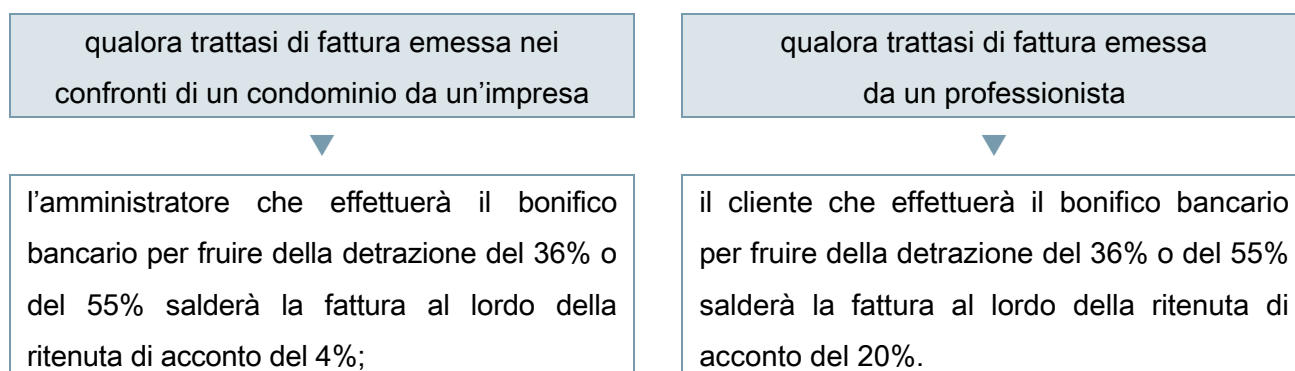 qualora trattasi di fattura emessa nei
confronti di un condominio da un'impresa
l'amministratore che effettuerà il bonifico
bancario per fruire della detrazione del 36% o
del 55% salderà la fattura al lordo della
ritenuta di acconto del 4%;
qualora trattasi di fattura emessa
da un professionista
il cliente che effettuerà il bonifico bancario
per fruire della detrazione del 36% o del 55%
salderà la fattura al lordo della ritenuta di
acconto del 20%.